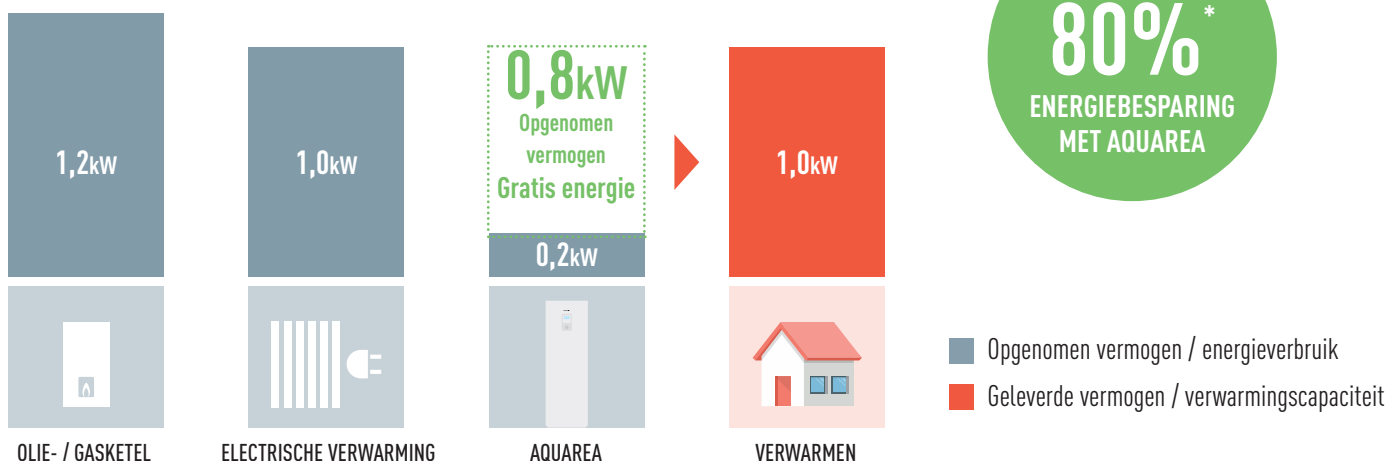 1,2kW
1,0kW
0,8kW
Opgenomen
vermogen
Gratis energie
0,2kW
1,0kW
80%*
ENERGIEBESPARING
MET AQUAREA
Opgenomen vermogen / energieverbruik
Geleverde vermogen / verwarmingscapaciteit
OLIE- / GASKETEL
ELECTRISCHE VERWARMING
AQUAREA
VERWARMEN